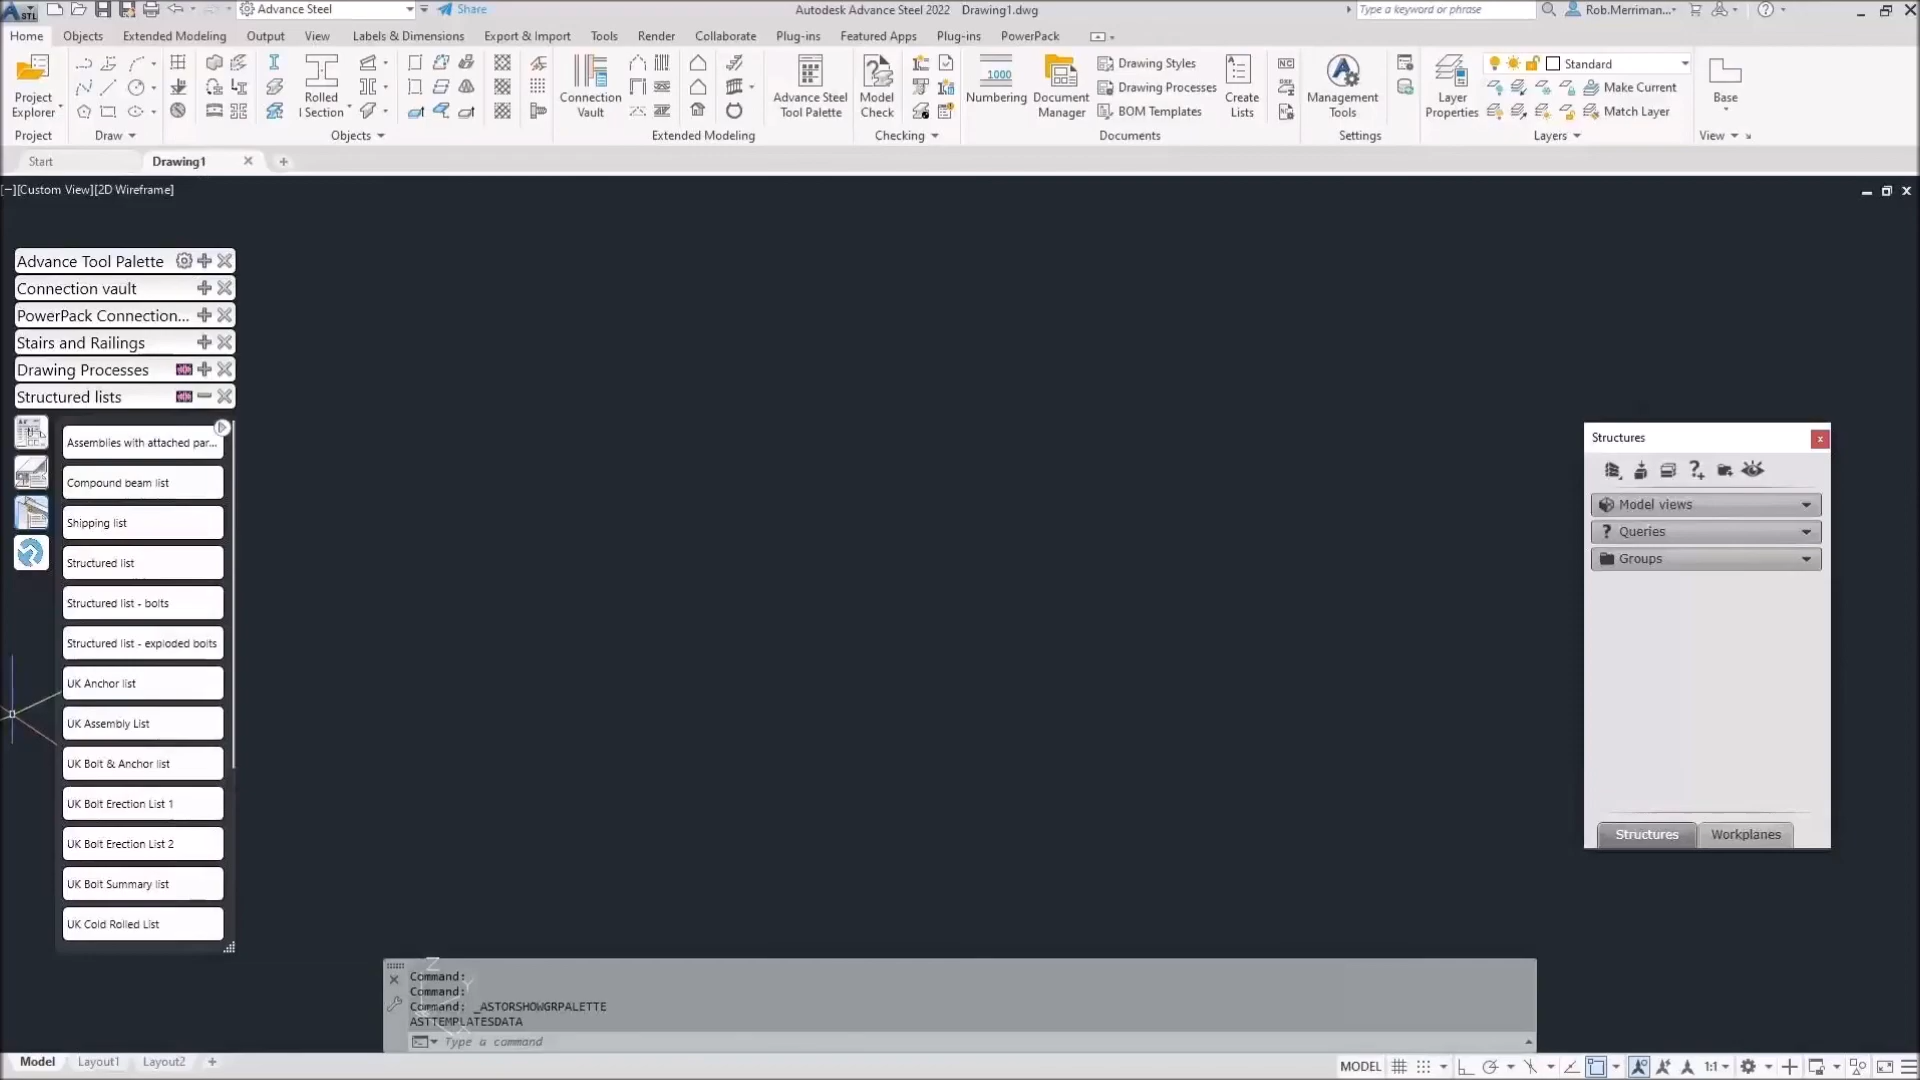 STL
Advance Steel
Share
Autodesk Advance Steel 2022 Drawing1.dwg
Type a keyword or phrase
Rob.Merriman...
Home Objects Extended Modeling Output View Labels & Dimensions Export & Import Tools Render Collaborate Plug-ins Featured Apps Plug-ins PowerPack
Project Explorer
Rolled I Section
Connection Vault
Advance Steel Tool Palette
Model Check
1000
Numbering
Document Manager
Drawing Styles
Drawing Processes
BOM Templates
Create Lists
NC
DXF
Management Tools
Layer Properties
Standard
Make Current
Match Layer
Base
Project Draw Objects Extended Modeling Checking Documents Settings Layers View
Start Drawing1
[−][Custom View][2D Wireframe]
Advance Tool Palette
Connection vault
PowerPack Connection...
Stairs and Railings
Drawing Processes
Structured lists
Assemblies with attached par...
Compound beam list
Shipping list
Structured list
Structured list - bolts
Structured list - exploded bolts
UK Anchor list
UK Assembly List
UK Bolt & Anchor list
UK Bolt Erection List 1
UK Bolt Erection List 2
UK Bolt Summary list
UK Cold Rolled List
Structures
Model views
Queries
Groups
Structures Workplanes
Z
Y
X
Command:
Command:
Command: _ASTORSHOWGRPALETTE
ASTTEMPLATESDATA
Type a command
Model Layout1 Layout2
MODEL
1:1